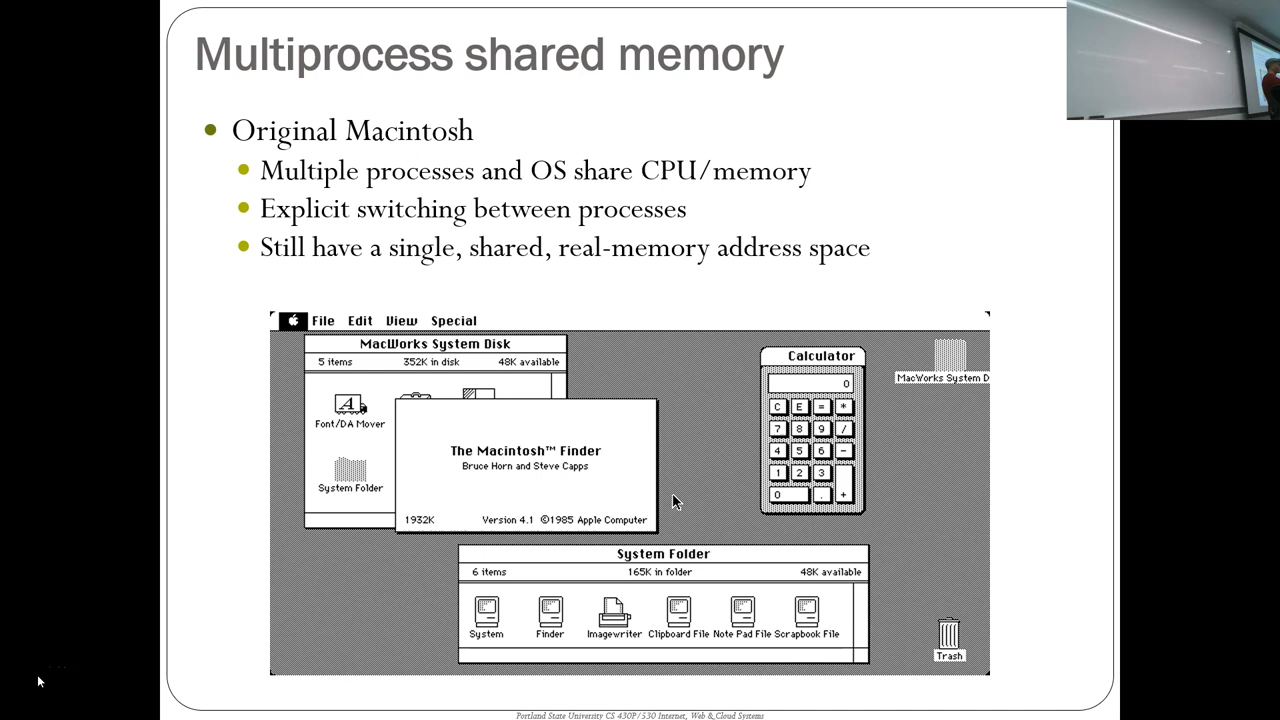 Multiprocess shared memory
Original Macintosh
Multiple processes and OS share CPU/memory
Explicit switching between processes
Still have a single, shared, real-memory address space
File Edit View Special
MacWorks System Disk
5 items 352K in disk 48K available
Font/DA Mover
System Folder
The Macintosh™ Finder
Bruce Horn and Steve Capps
1932K Version 4.1 ©1985 Apple Computer
Calculator
0
C E = *
7 8 9 /
4 5 6 -
1 2 3
0 . +
MacWorks System D
System Folder
6 items 165K in folder 48K available
System Finder Imagewriter Clipboard File Note Pad File Scrapbook File
Trash
Portland State University CS 430P/530 Internet, Web & Cloud Systems